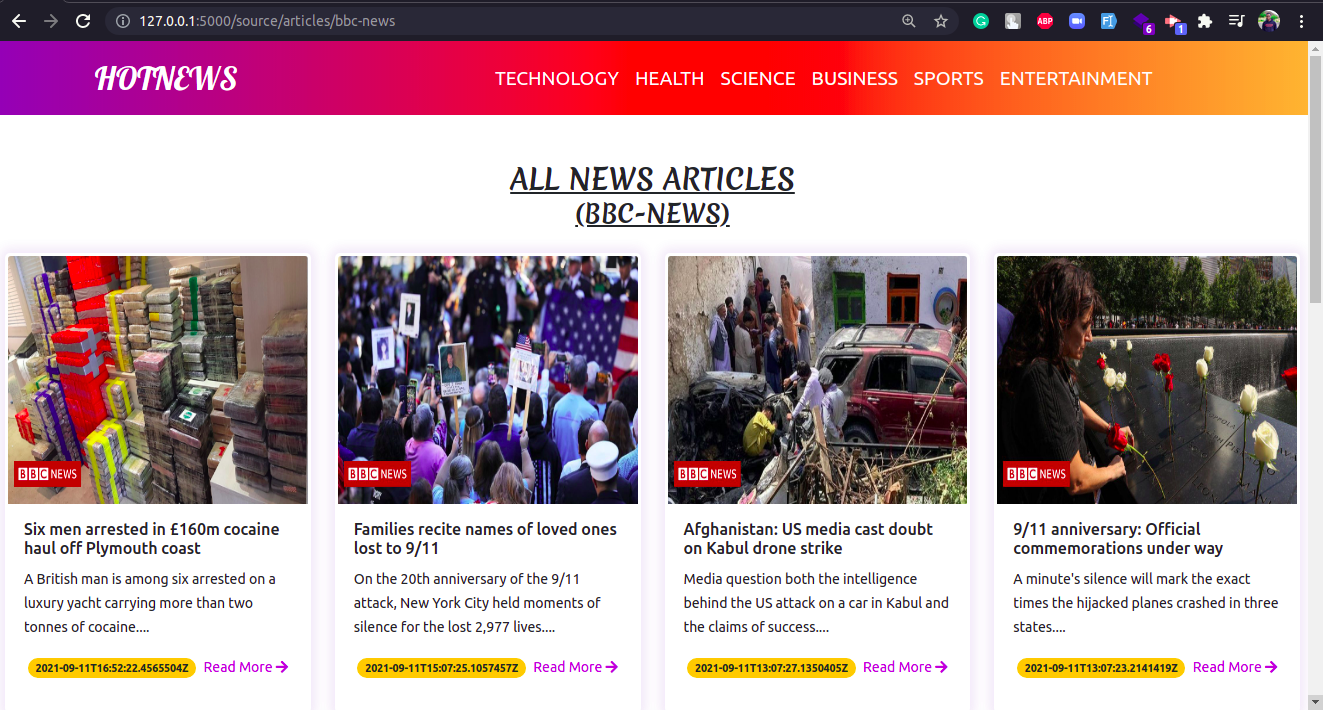 127.0.0.1:5000/source/articles/bbc-news
ABP
6
1
HOTNEWS
TECHNOLOGY HEALTH SCIENCE BUSINESS SPORTS ENTERTAINMENT
ALL NEWS ARTICLES
(BBC-NEWS)
BBC NEWS
BBC NEWS
BBC NEWS
BBC NEWS
Six men arrested in £160m cocaine
haul off Plymouth coast
A British man is among six arrested on a
luxury yacht carrying more than two
tonnes of cocaine....
2021-09-11T16:52:22.4565504Z Read More
Families recite names of loved ones
lost to 9/11
On the 20th anniversary of the 9/11
attack, New York City held moments of
silence for the lost 2,977 lives....
2021-09-11T15:07:25.1057457Z Read More
Afghanistan: US media cast doubt
on Kabul drone strike
Media question both the intelligence
behind the US attack on a car in Kabul and
the claims of success....
2021-09-11T13:07:27.1350405Z Read More
9/11 anniversary: Official
commemorations under way
A minute's silence will mark the exact
times the hijacked planes crashed in three
states....
2021-09-11T13:07:23.2141419Z Read More